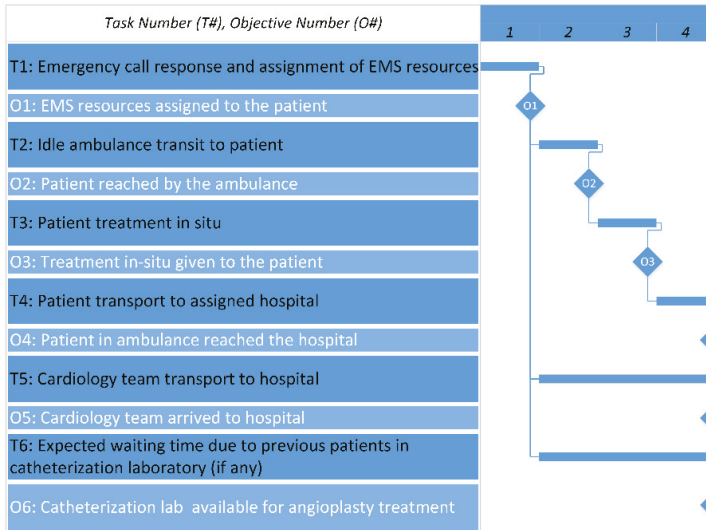 Task Number (T#), Objective Number (O#)
1 2 3 4
T1: Emergency call response and assignment of EMS resources
O1: EMS resources assigned to the patient
O1
T2: Idle ambulance transit to patient
O2: Patient reached by the ambulance
O2
T3: Patient treatment in situ
O3: Treatment in-situ given to the patient
O3
T4: Patient transport to assigned hospital
O4: Patient in ambulance reached the hospital
T5: Cardiology team transport to hospital
O5: Cardiology team arrived to hospital
T6: Expected waiting time due to previous patients in
catheterization laboratory (if any)
O6: Catheterization lab available for angioplasty treatment